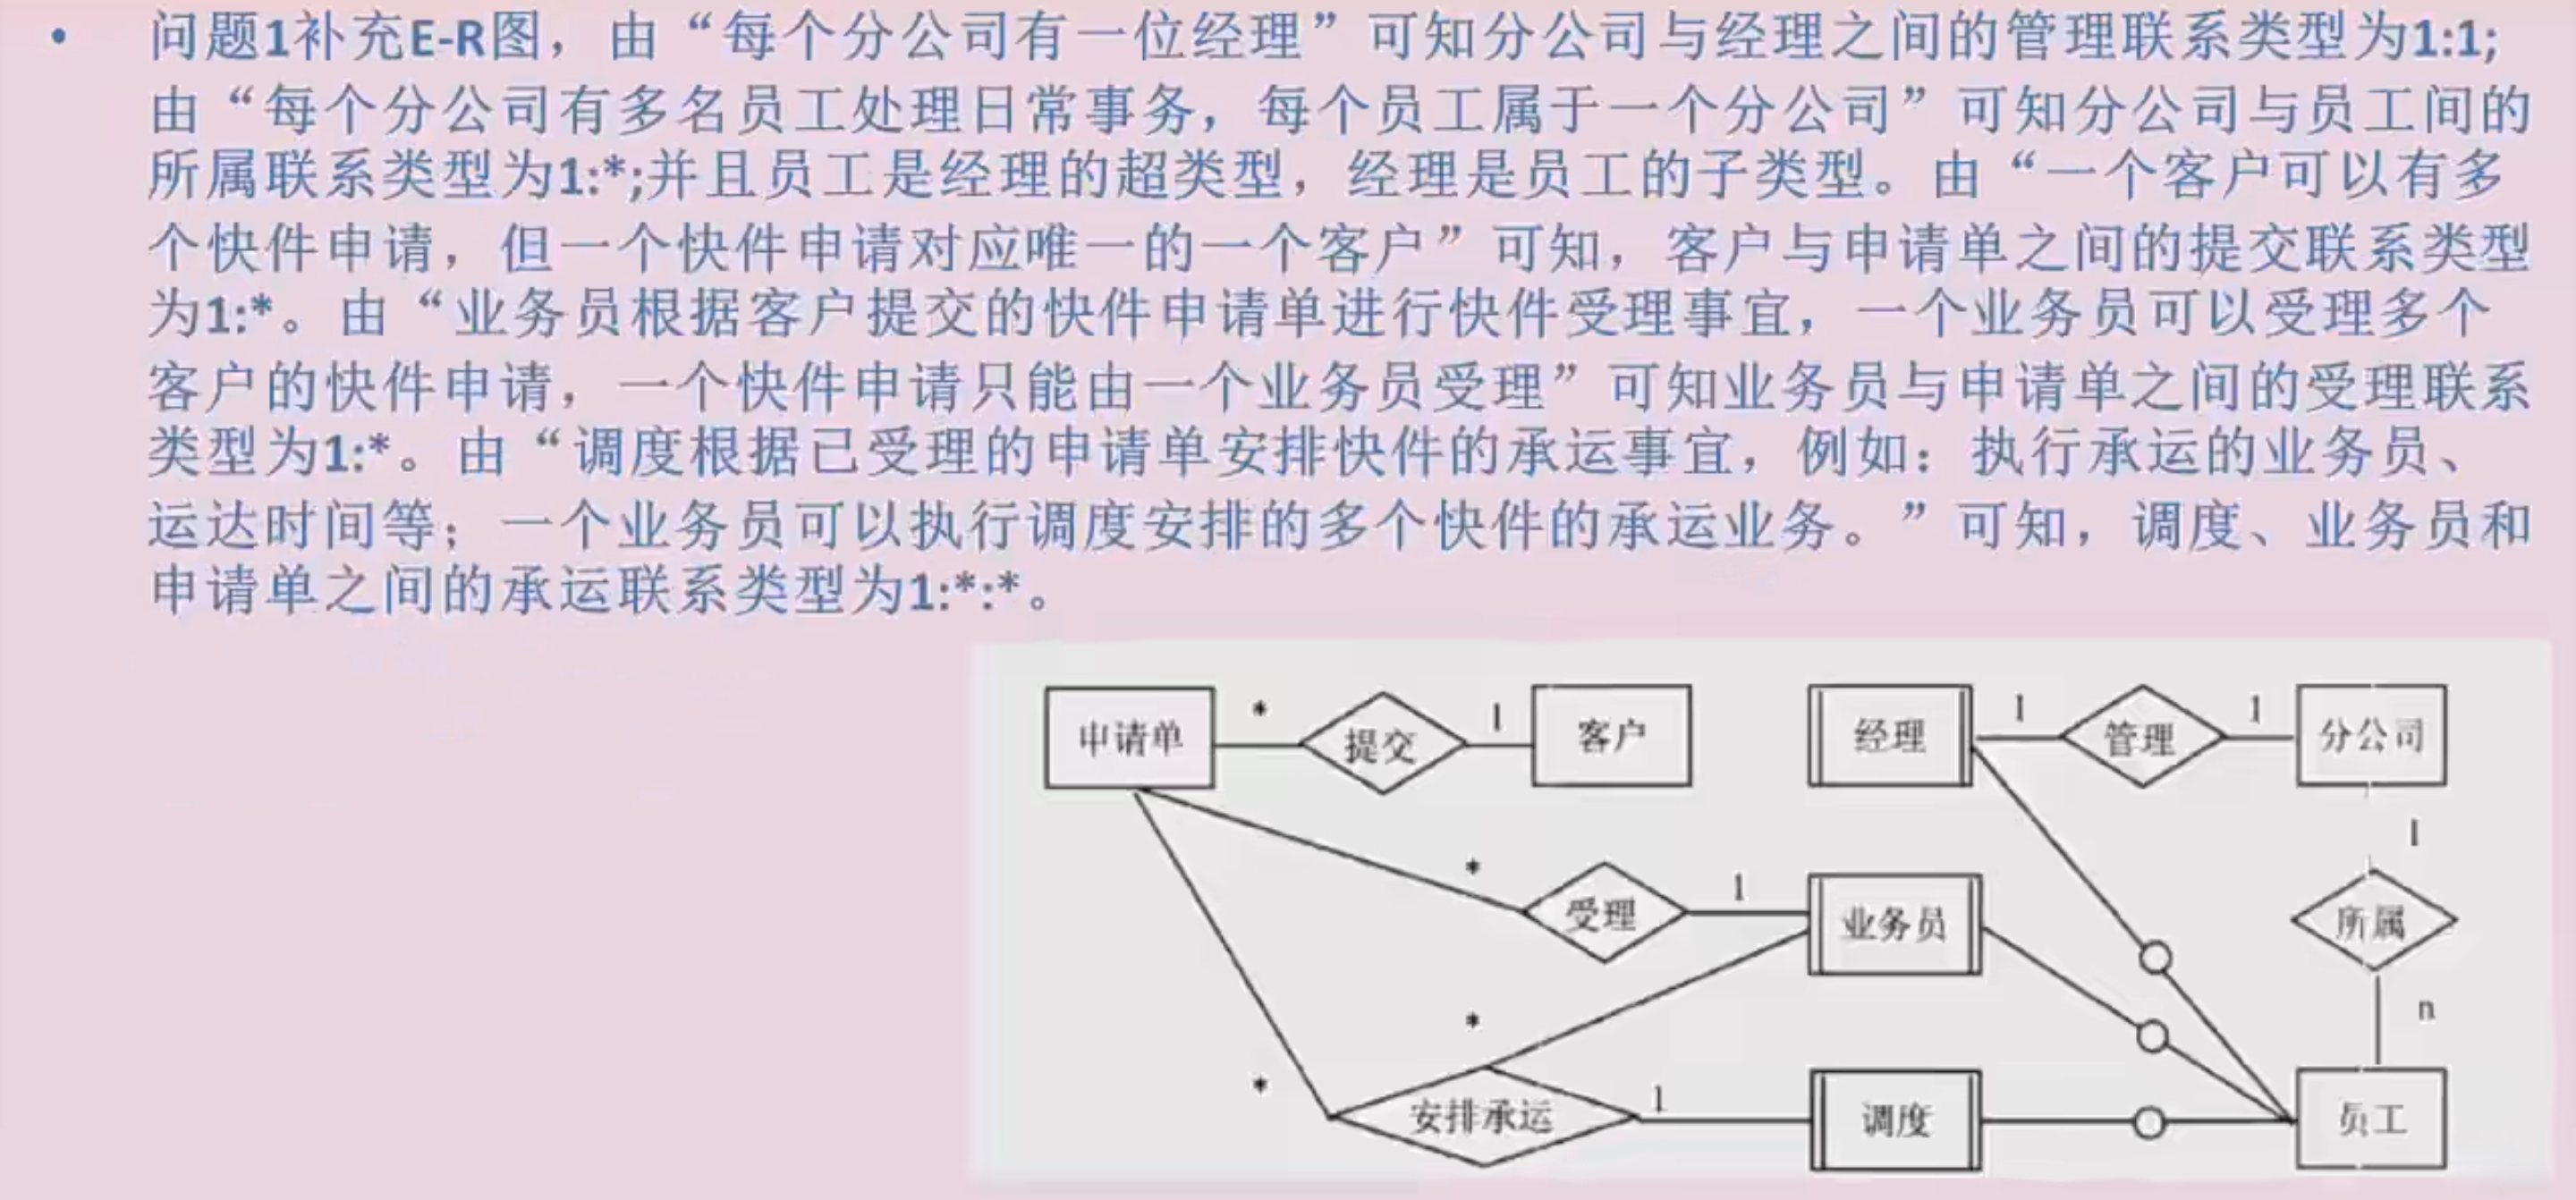 • 问题1补充E-R图，由“每个分公司有一位经理”可知分公司与经理之间的管理联系类型为1:1;
由“每个分公司有多名员工处理日常事务，每个员工属于一个分公司”可知分公司与员工间的
所属联系类型为1:*;并且员工是经理的超类型，经理是员工的子类型。由“一个客户可以有多
个快件申请，但一个快件申请对应唯一的一个客户”可知，客户与申请单之间的提交联系类型
为1:*。由“业务员根据客户提交的快件申请单进行快件受理事宜，一个业务员可以受理多个
客户的快件申请，一个快件申请只能由一个业务员受理”可知业务员与申请单之间的受理联系
类型为1:*。由“调度根据已受理的申请单安排快件的承运事宜，例如：执行承运的业务员、
运达时间等；一个业务员可以执行调度安排的多个快件的承运业务。”可知，调度、业务员和
申请单之间的承运联系类型为1:*:*。
申请单 * 提交 1 客户 经理 1 管理 1 分公司
1
* 受理 1 业务员 所属
* n
* 安排承运 1 调度 员工